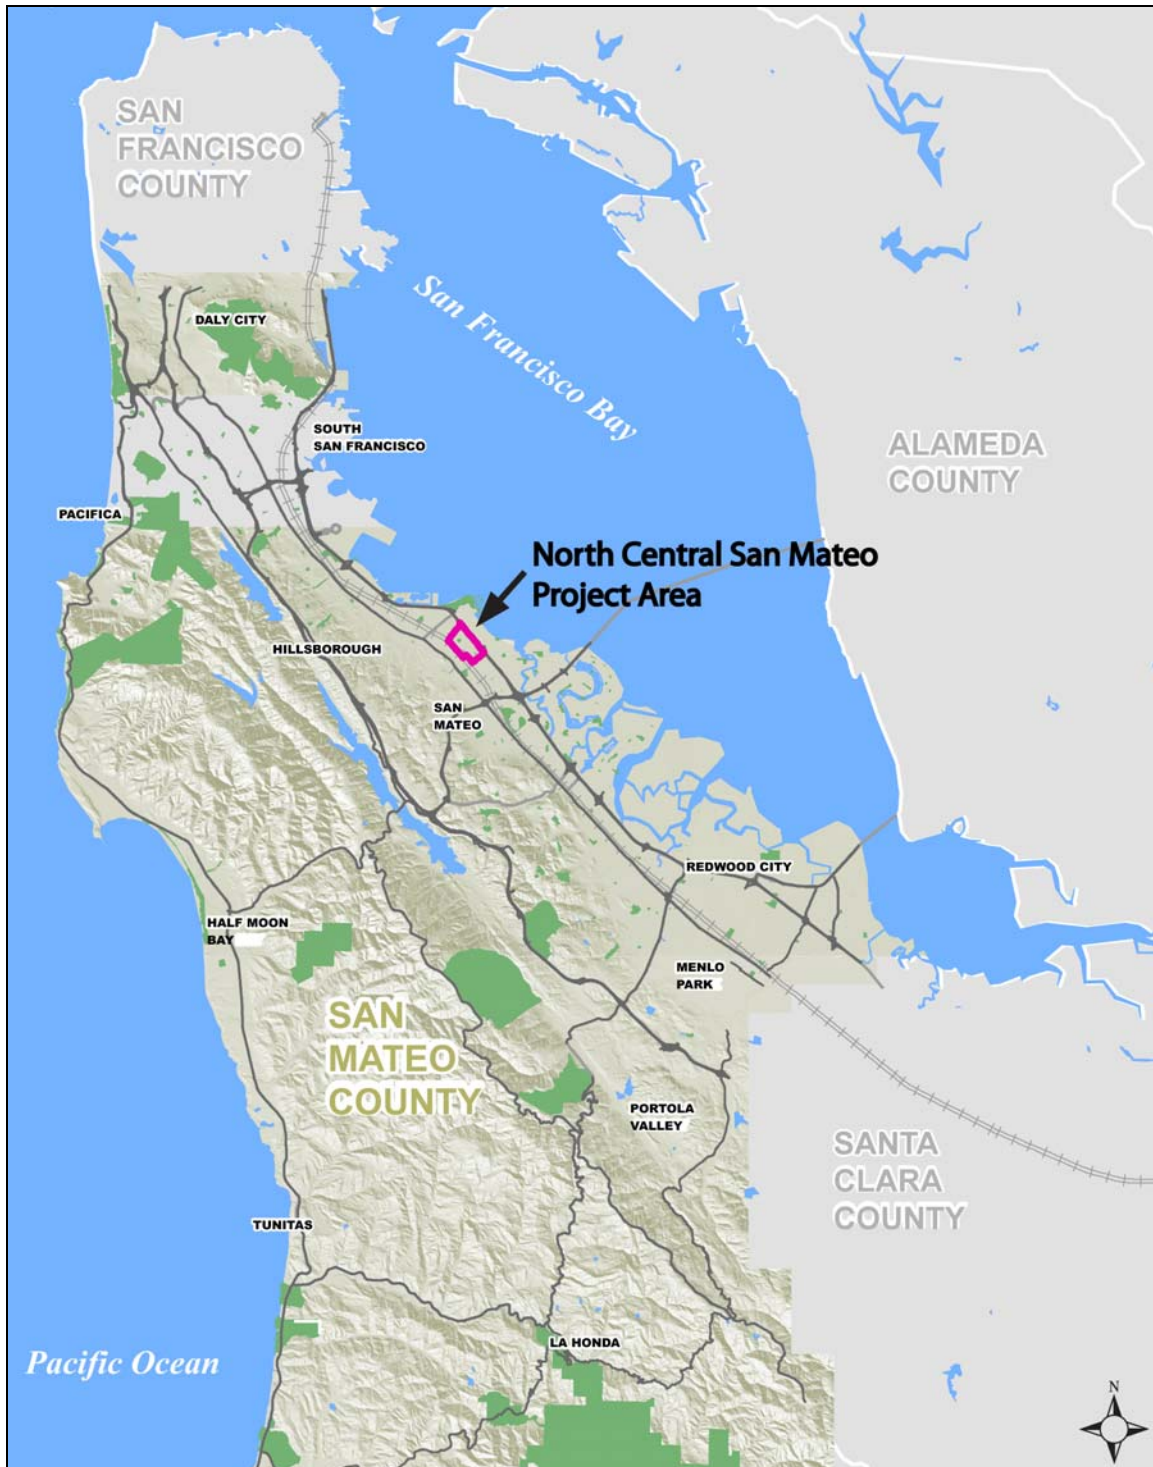 SAN
FRANCISCO
COUNTY
San Francisco Bay
DALY CITY
SOUTH
SAN FRANCISCO
ALAMEDA
COUNTY
PACIFICA
North Central San Mateo
Project Area
HILLSBOROUGH
SAN
MATEO
REDWOOD CITY
HALF MOON
BAY
MENLO
PARK
SAN
MATEO
COUNTY
PORTOLA
VALLEY
SANTA
CLARA
COUNTY
TUNITAS
LA HONDA
Pacific Ocean
N